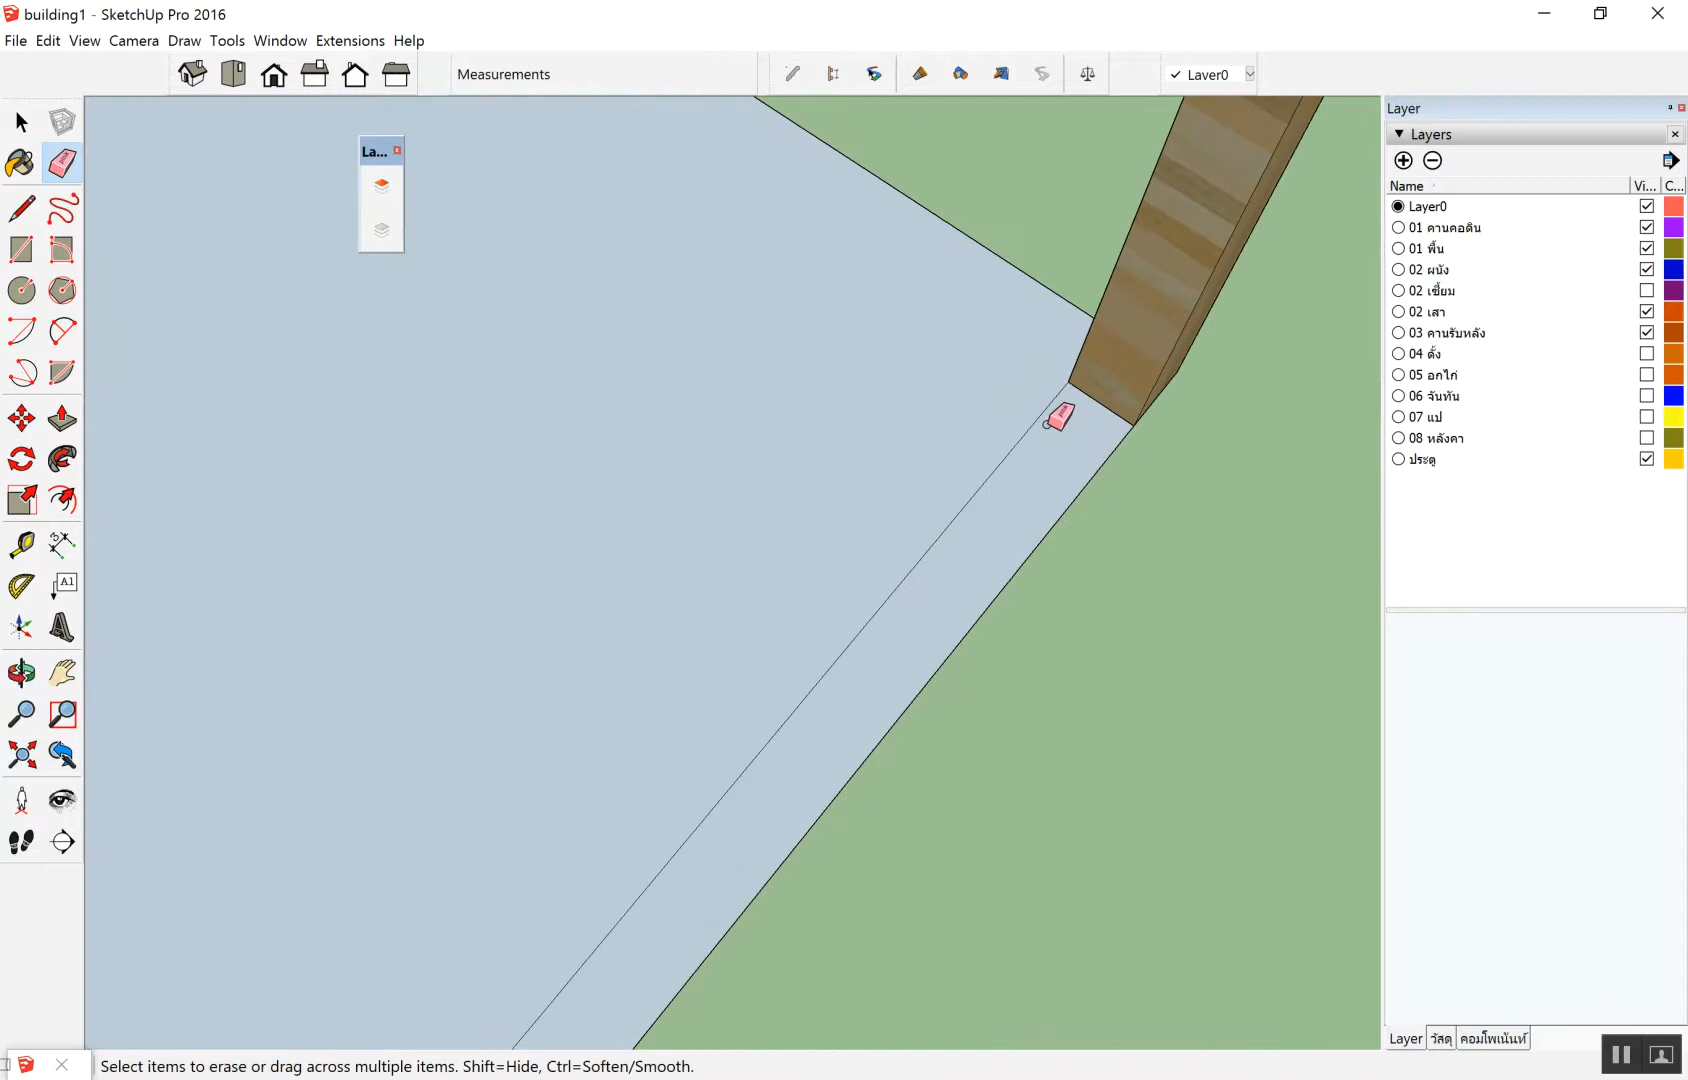 building1 - SketchUp Pro 2016
File Edit View Camera Draw Tools Window Extensions Help
Measurements
Layer0
Layer
La...
Layers
Name Vi... C...
Layer0
01 คานคอดิน
01 พื้น
02 ผนัง
02 เขี้ยม
02 เสา
03 คานรับหลัง
04 ดั้ง
05 อกไก่
06 จันทัน
07 แป
08 หลังคา
ประตู
A1
Layer วัสดุ คอมโพเน้นท์
Select items to erase or drag across multiple items. Shift=Hide, Ctrl=Soften/Smooth.